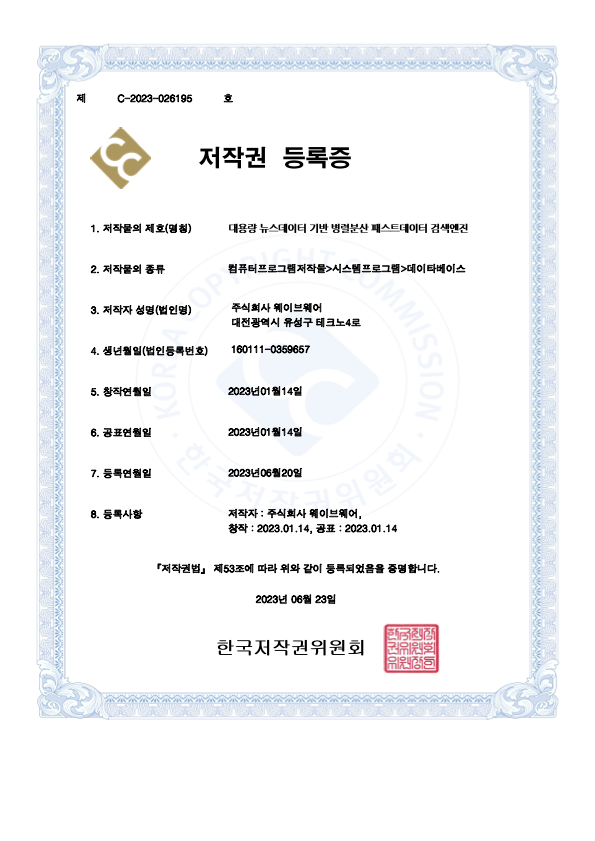 제 C-2023-026195 호
저작권 등록증
1. 저작물의 제호(명칭) 대용량 뉴스데이터 기반 병렬분산 패스트데이터 검색엔진
2. 저작물의 종류 컴퓨터프로그램저작물>시스템프로그램>데이타베이스
3. 저작자 성명(법인명) 주식회사 웨이브웨어
대전광역시 유성구 테크노4로
4. 생년월일(법인등록번호) 160111-0359657
5. 창작연월일 2023년01월14일
6. 공표연월일 2023년01월14일
7. 등록연월일 2023년06월20일
8. 등록사항 저작자 : 주식회사 웨이브웨어,
창작 : 2023.01.14, 공표 : 2023.01.14
『저작권법』 제53조에 따라 위와 같이 등록되었음을 증명합니다.
2023년 06월 23일
한국저작권위원회
KOREA COPYRIGHT COMMISSION
한국저작권위원회